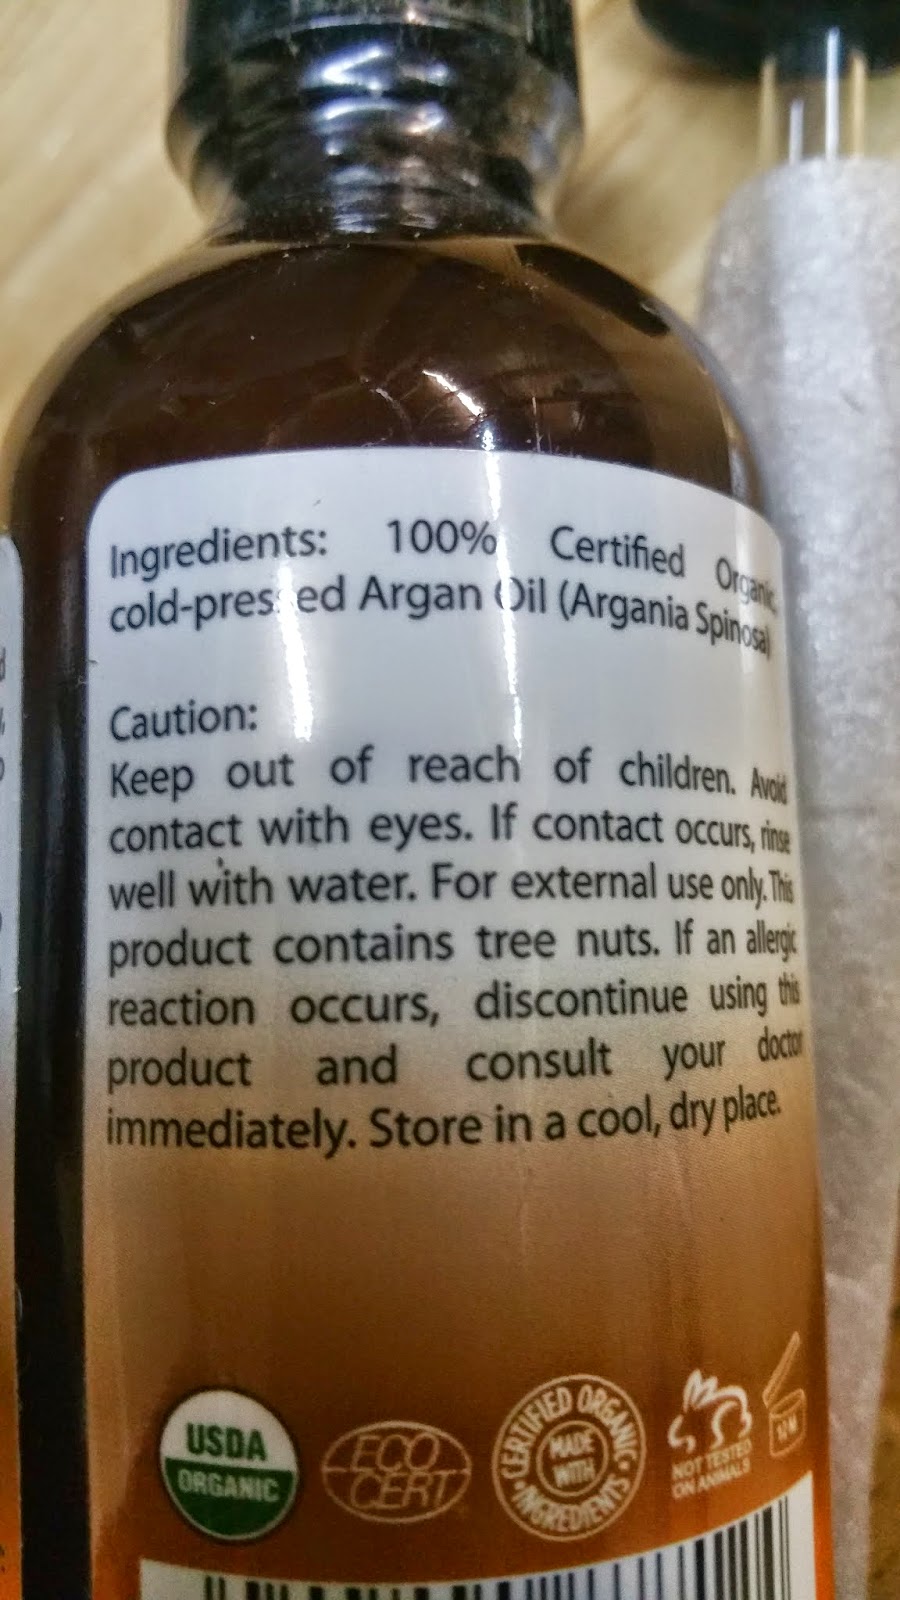 Ingredients: 100% Certified Organic,
cold-pressed Argan Oil (Argania Spinosa)
Caution:
Keep out of reach of children. Avoid
contact with eyes. If contact occurs, rinse
well with water. For external use only. This
product contains tree nuts. If an allergic
reaction occurs, discontinue using this
product and consult your doctor
immediately. Store in a cool, dry place.
USDA
ORGANIC
ECO
CERT
CERTIFIED ORGANIC
MADE
WITH
INGREDIENTS
NOT TESTED
ON ANIMALS